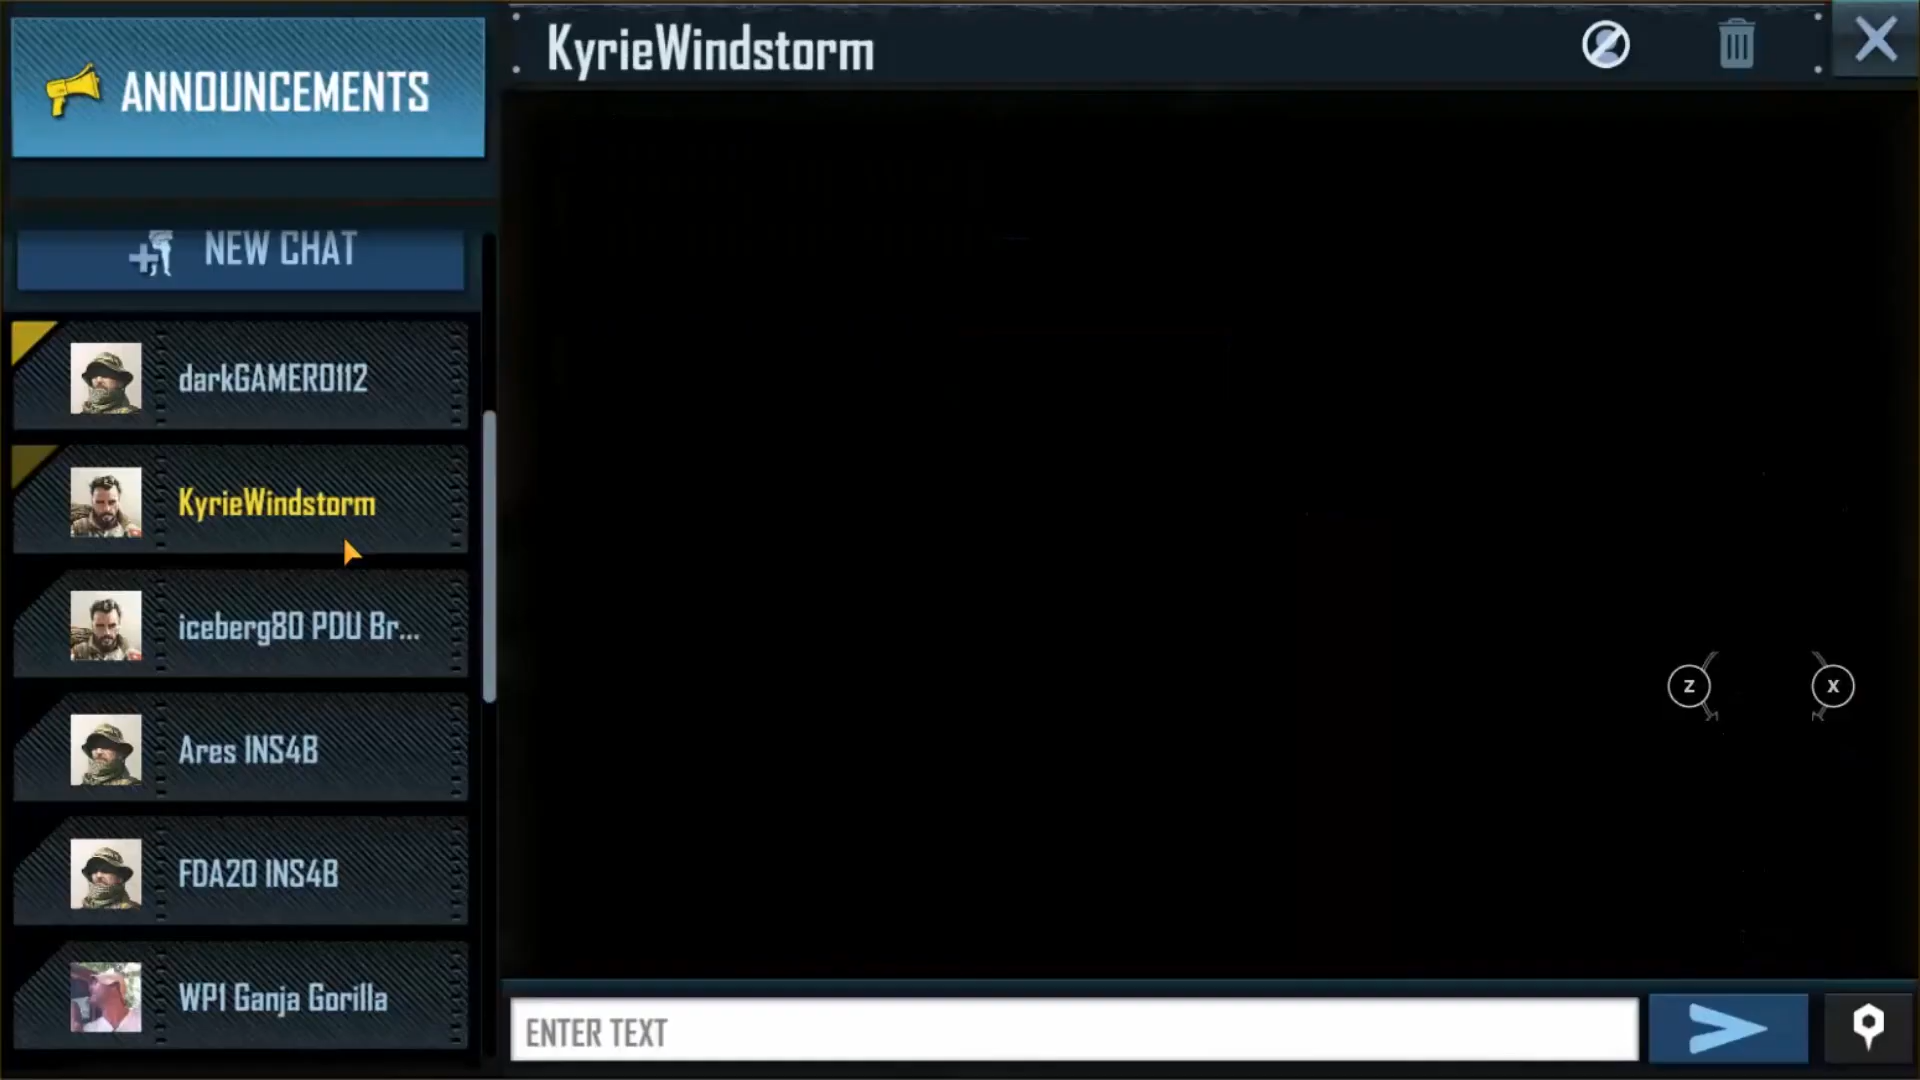 ANNOUNCEMENTS
KyrieWindstorm
NEW CHAT
darkGAMER0112
KyrieWindstorm
iceberg80 PDU Br...
Ares INS4B
FDA20 INS4B
WP1 Ganja Gorilla
Z
X
ENTER TEXT